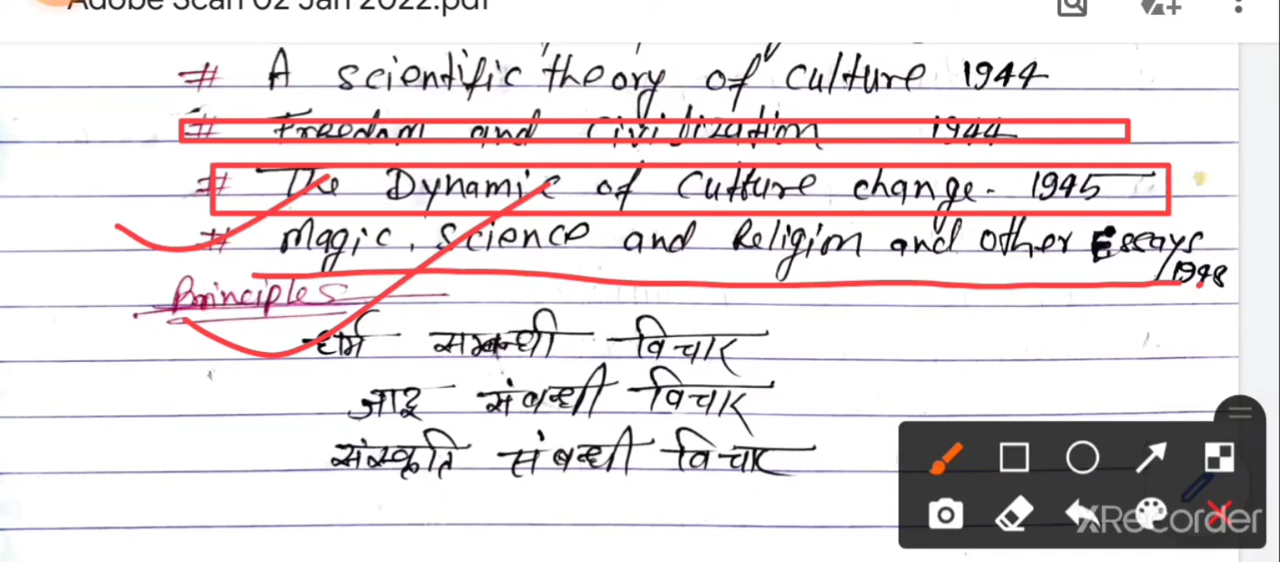 Adobe Scan 02 Jan 2022.pdf
# A scientific theory of culture 1944
# Freedom and Civilization 1944
# The Dynamic of Culture change - 1945
# Magic, Science and Religion and other Essays
/1948
Principles
धर्म सम्बन्धी विचार
जादू संबन्धी विचार
संस्कृति संबन्धी विचार
XRecorder